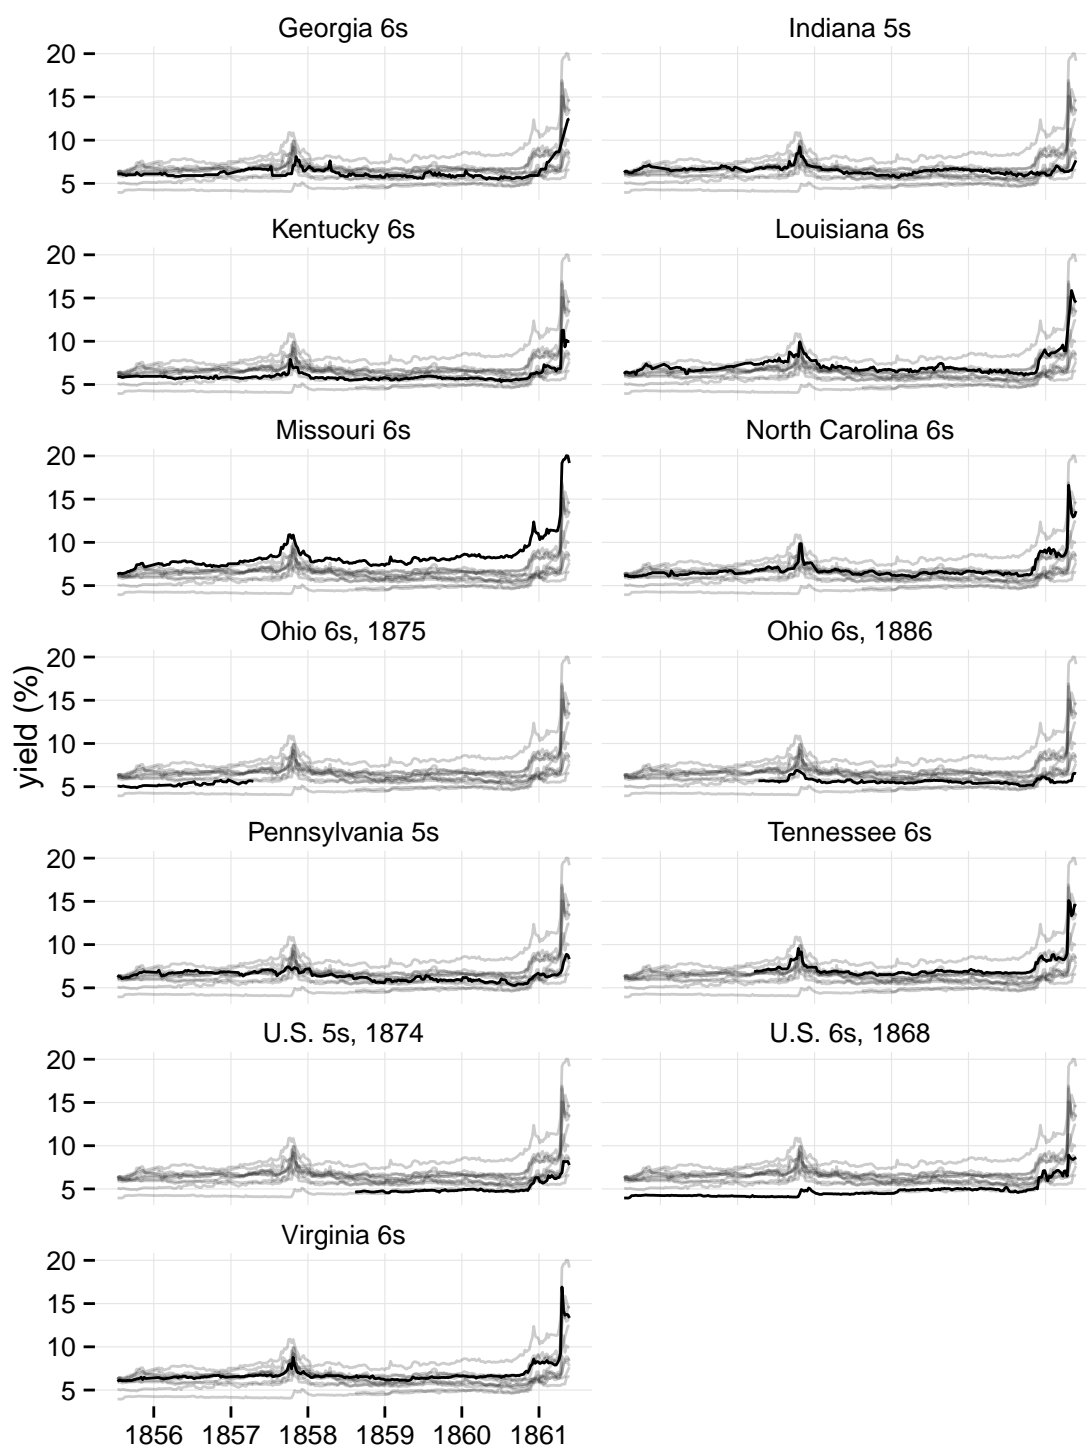 Georgia 6s
Indiana 5s
20
15
10
5
Kentucky 6s
Louisiana 6s
20
15
10
5
Missouri 6s
North Carolina 6s
20
15
10
5
Ohio 6s, 1875
Ohio 6s, 1886
20
15
10
5
yield (%)
Pennsylvania 5s
Tennessee 6s
20
15
10
5
U.S. 5s, 1874
U.S. 6s, 1868
20
15
10
5
Virginia 6s
20
15
10
5
1856 1857 1858 1859 1860 1861